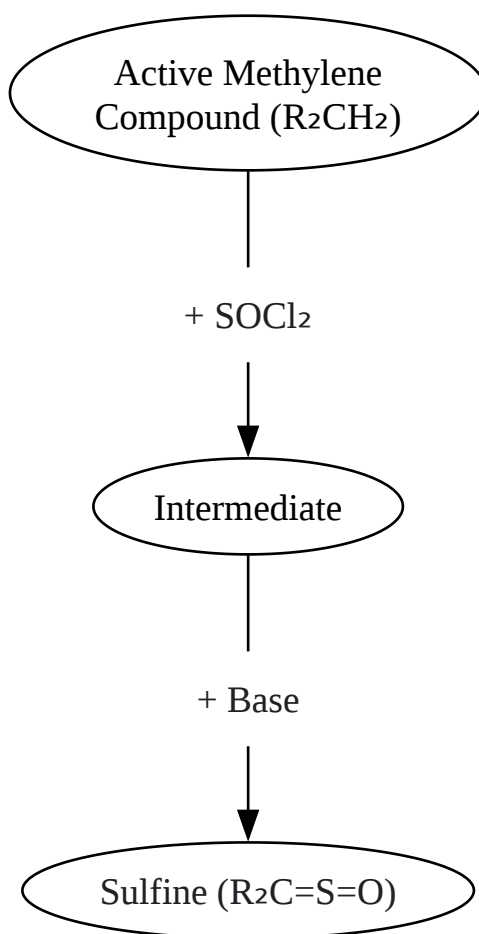 Active Methylene
Compound (R₂CH₂)
+ SOCl₂
Intermediate
+ Base
Sulfine (R₂C=S=O)